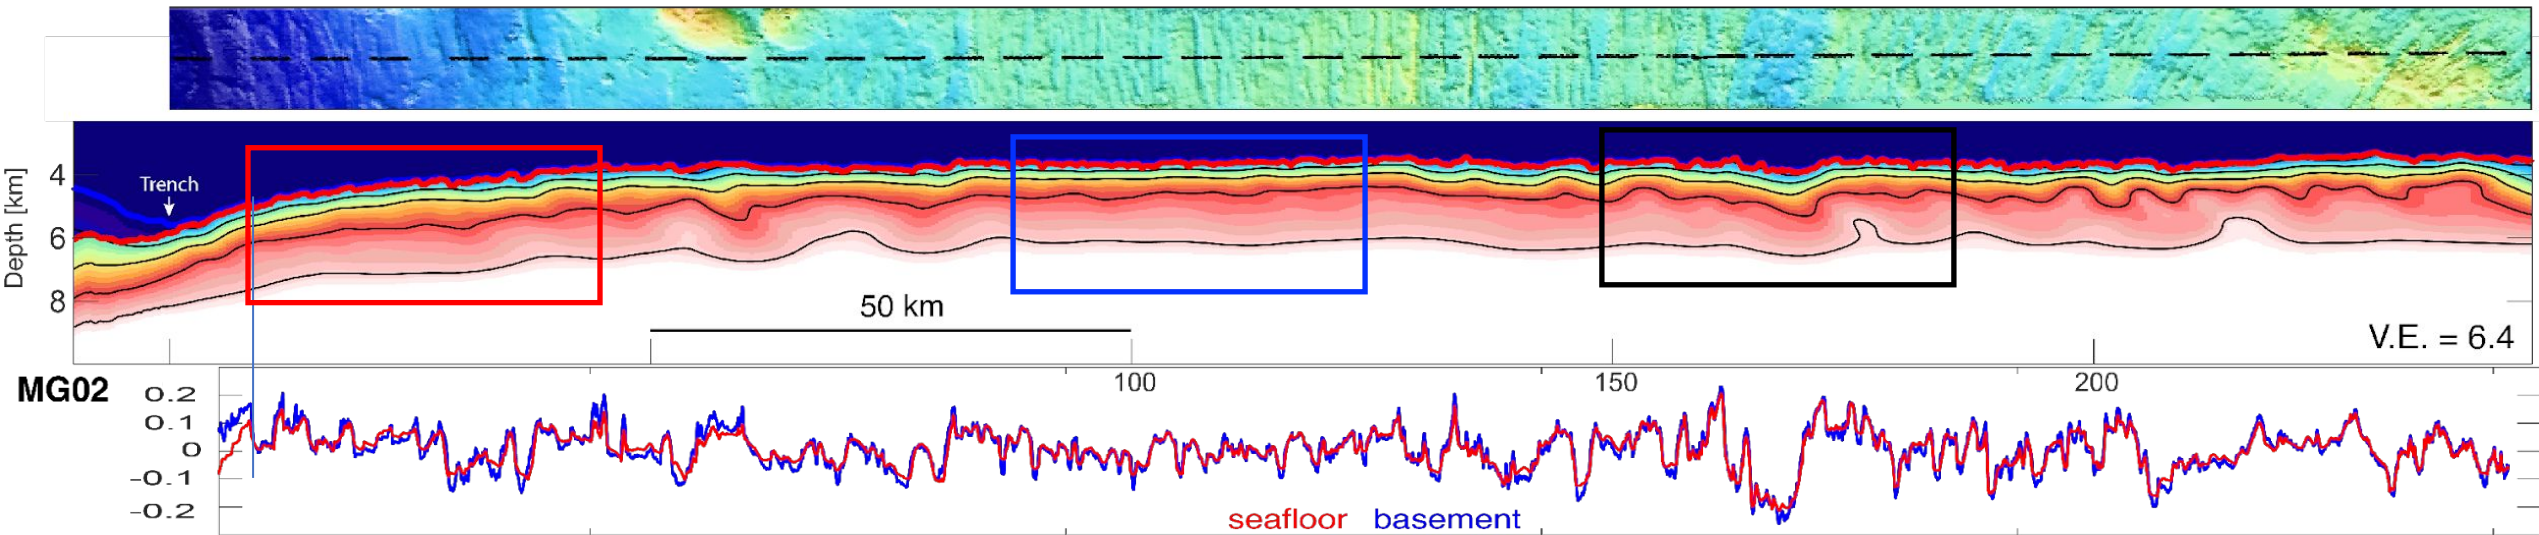 4
Trench
Depth [km]
6
8
50 km
V.E. = 6.4
MG02
100
150
200
0.2
0.1
0
-0.1
-0.2
seafloor basement